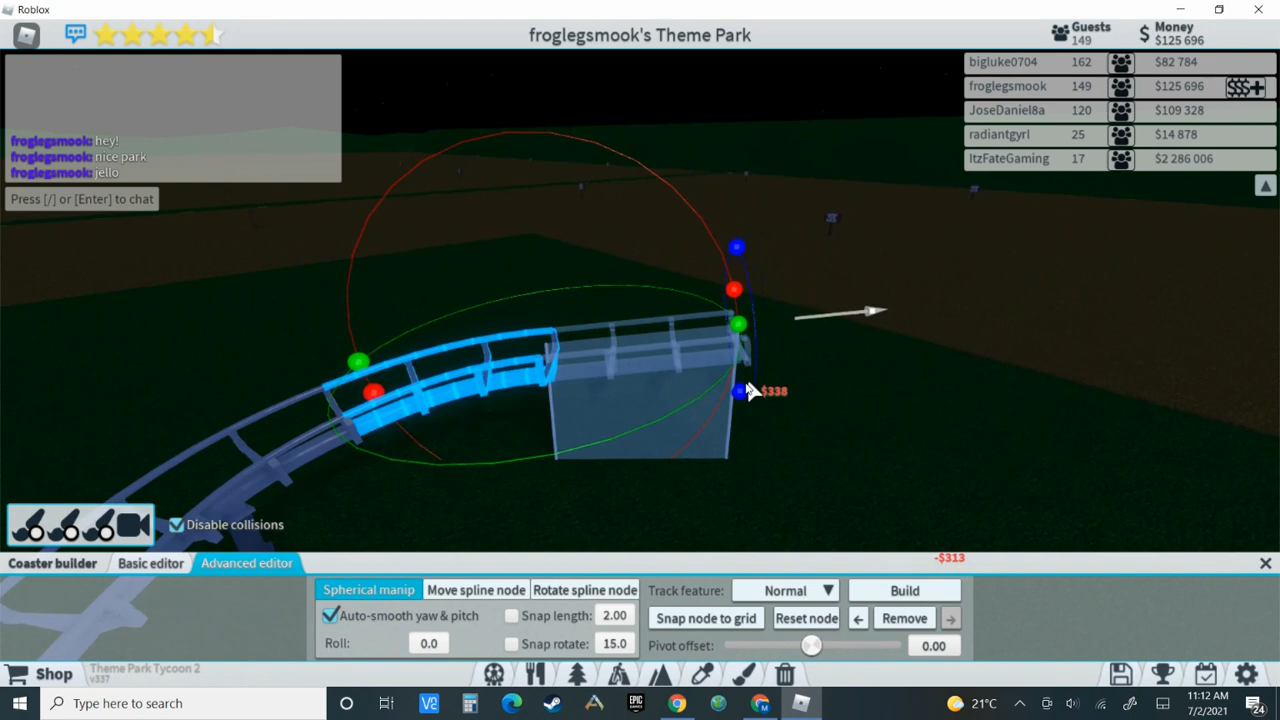 Roblox
froglegsmook's Theme Park
Guests
149
Money
$125 696
bigluke0704 162 $82 784
froglegsmook 149 $125 696 $$$+
JoseDaniel8a 120 $109 328
radiantgyrl 25 $14 878
ItzFateGaming 17 $2 286 006
froglegsmook: hey!
froglegsmook: nice park
froglegsmook: jello
Press [/] or [Enter] to chat
$338
Disable collisions
-$313
Coaster builder Basic editor Advanced editor
Spherical manip Move spline node Rotate spline node Track feature: Normal Build
Auto-smooth yaw & pitch Snap length: 2.00 Snap node to grid Reset node Remove
Roll: 0.0 Snap rotate: 15.0 Pivot offset: 0.00
Shop
Theme Park Tycoon 2
v337
Type here to search
21°C
11:12 AM
7/2/2021
24